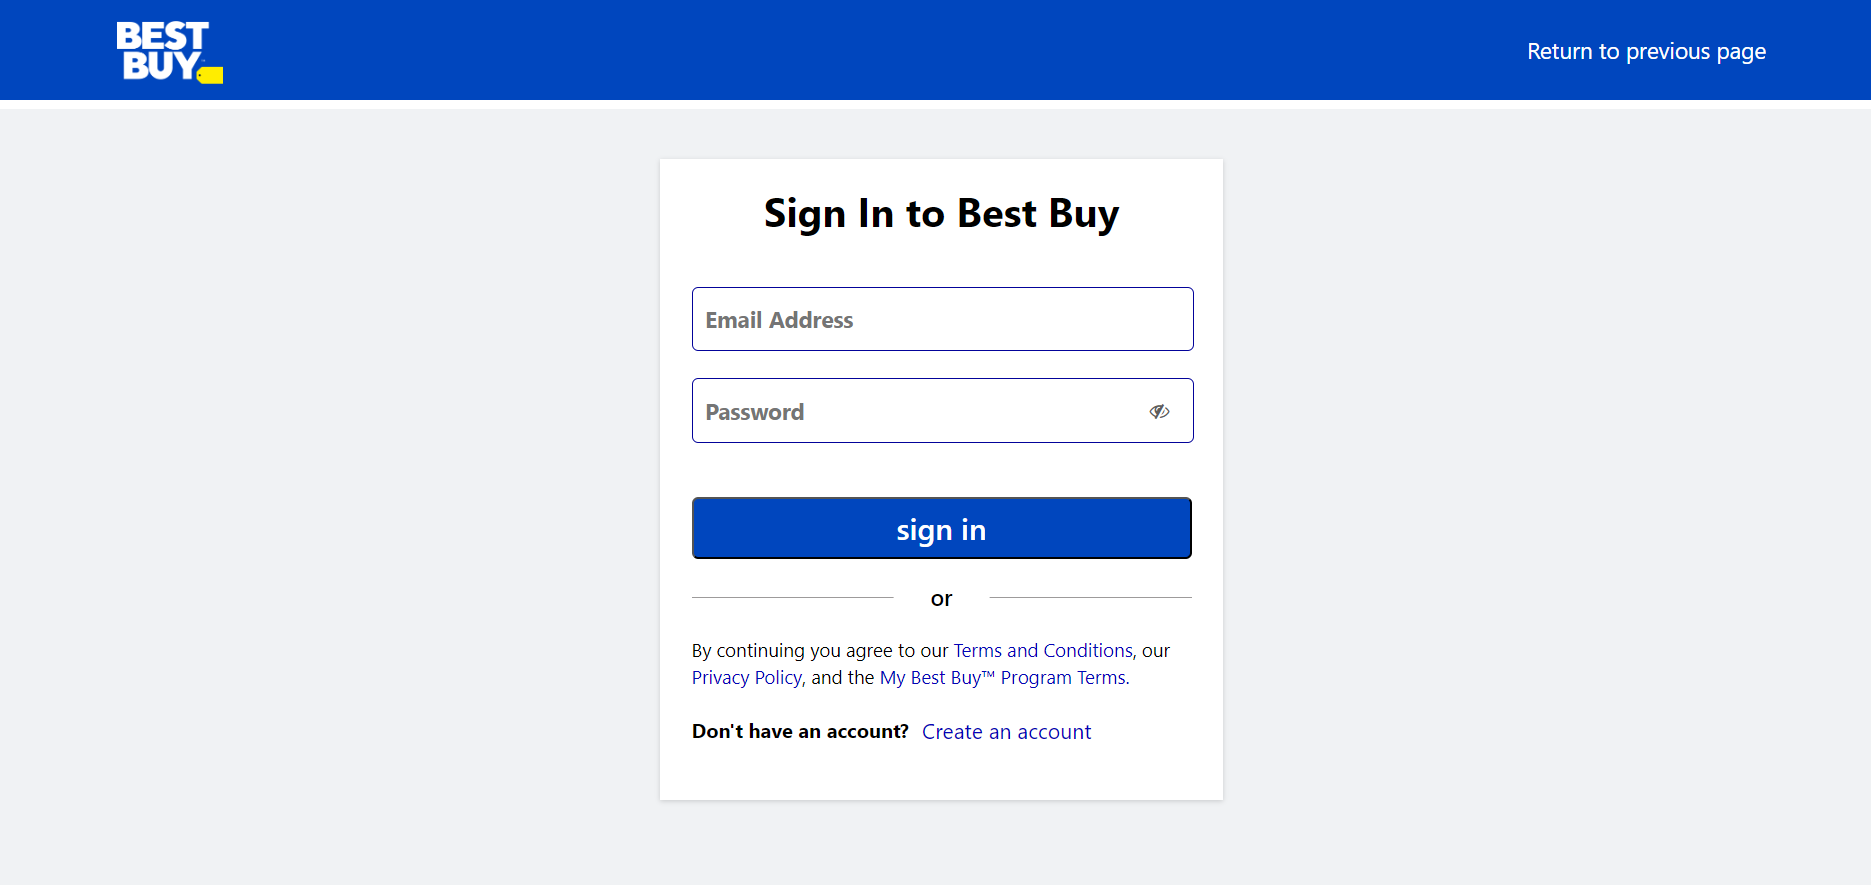 BEST
BUY
Return to previous page
Sign In to Best Buy
Email Address
Password
sign in
or
By continuing you agree to our Terms and Conditions, our
Privacy Policy, and the My Best Buy™ Program Terms.
Don't have an account? Create an account